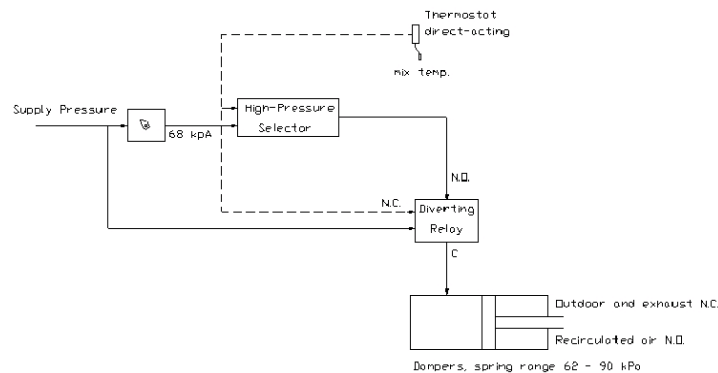 Thermostat
direct-acting
mix temp.
Supply Pressure
High-Pressure
Selector
68 kpA
N.O.
N.C.
Diverting
Relay
C
Outdoor and exhaust N.C.
Recirculated air N.O.
Dampers, spring range 62 - 90 kPa